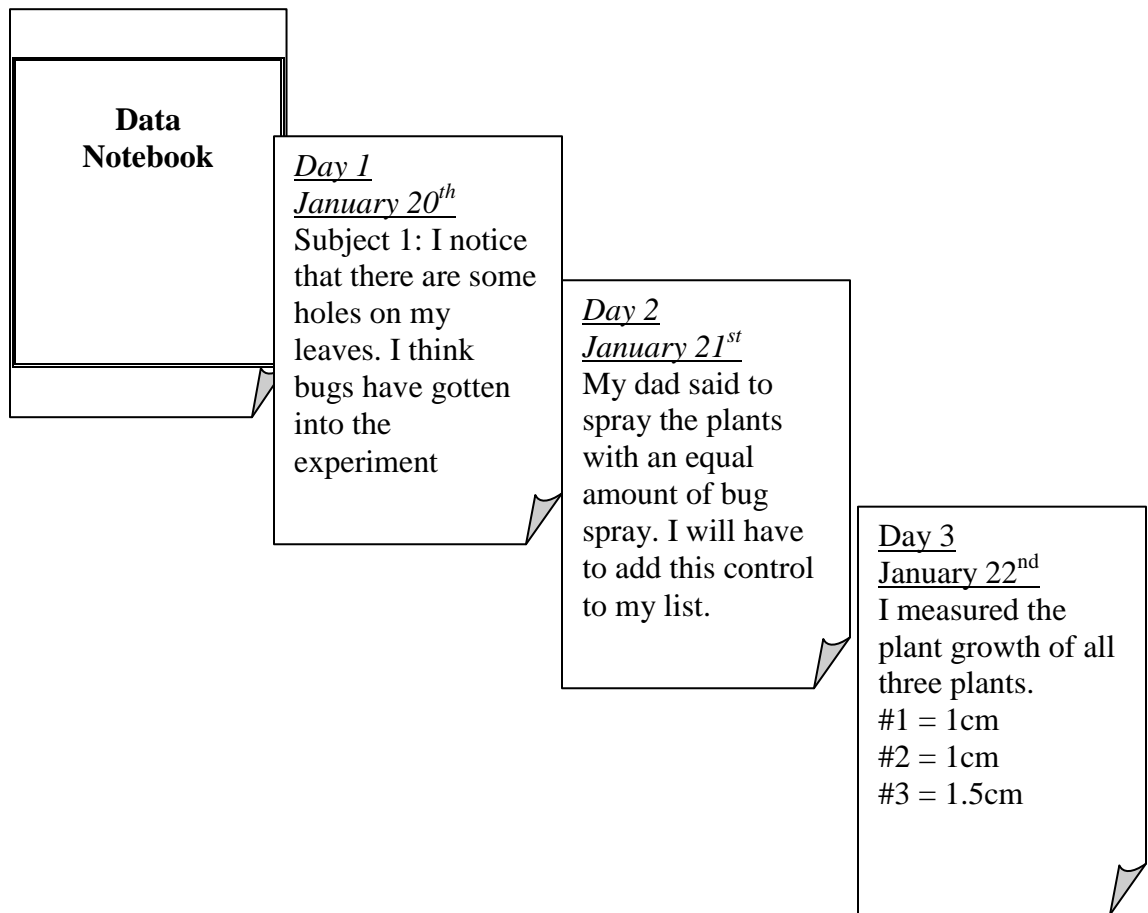 Data
Notebook
Day 1
January 20th
Subject 1: I notice
that there are some
holes on my
leaves. I think
bugs have gotten
into the
experiment
Day 2
January 21st
My dad said to
spray the plants
with an equal
amount of bug
spray. I will have
to add this control
to my list.
Day 3
January 22nd
I measured the
plant growth of all
three plants.
#1 = 1cm
#2 = 1cm
#3 = 1.5cm